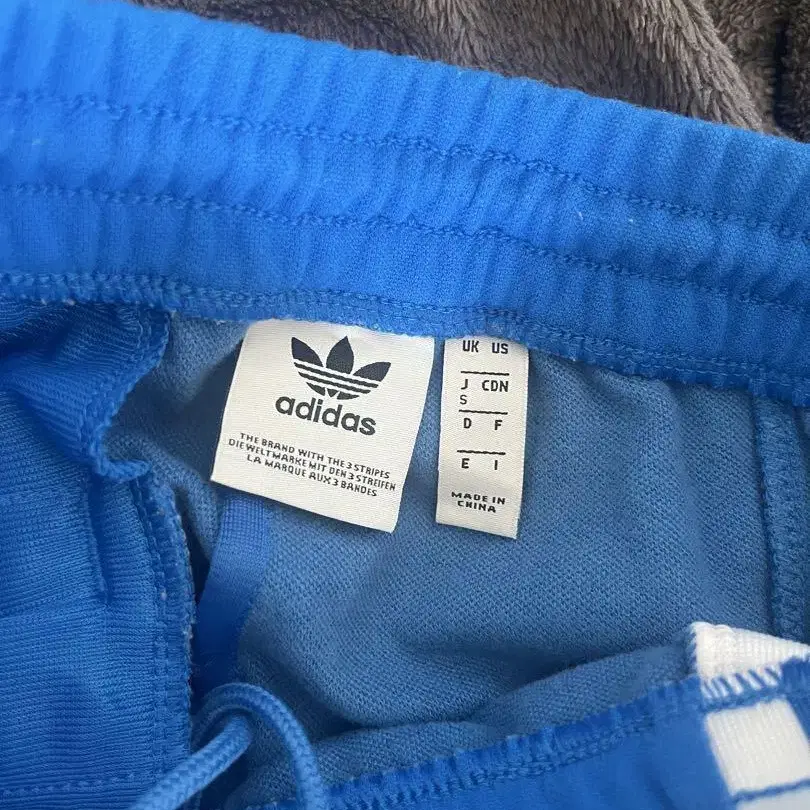 adidas
THE BRAND WITH THE 3 STRIPES
DIE WELTMARKE MIT DEN 3 STREIFEN
LA MARQUE AUX 3 BANDES
UK US
J CDN
S
D F
E I
MADE IN
CHINA